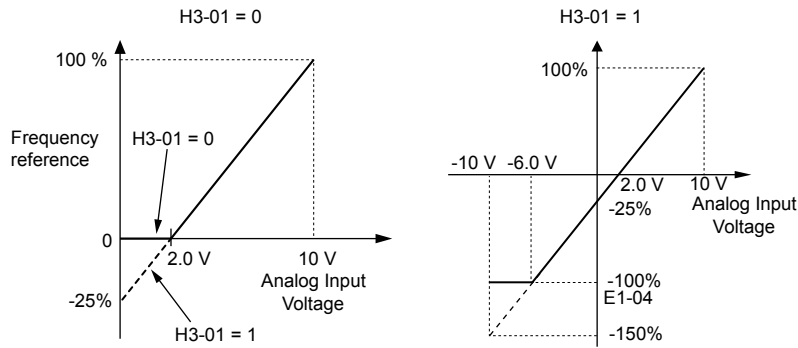 H3-01 = 0
100 %
Frequency
reference
H3-01 = 0
0
2.0 V
10 V
Analog Input
Voltage
-25%
H3-01 = 1
H3-01 = 1
100%
-10 V
-6.0 V
2.0 V
10 V
Analog Input
Voltage
-25%
-100%
E1-04
-150%